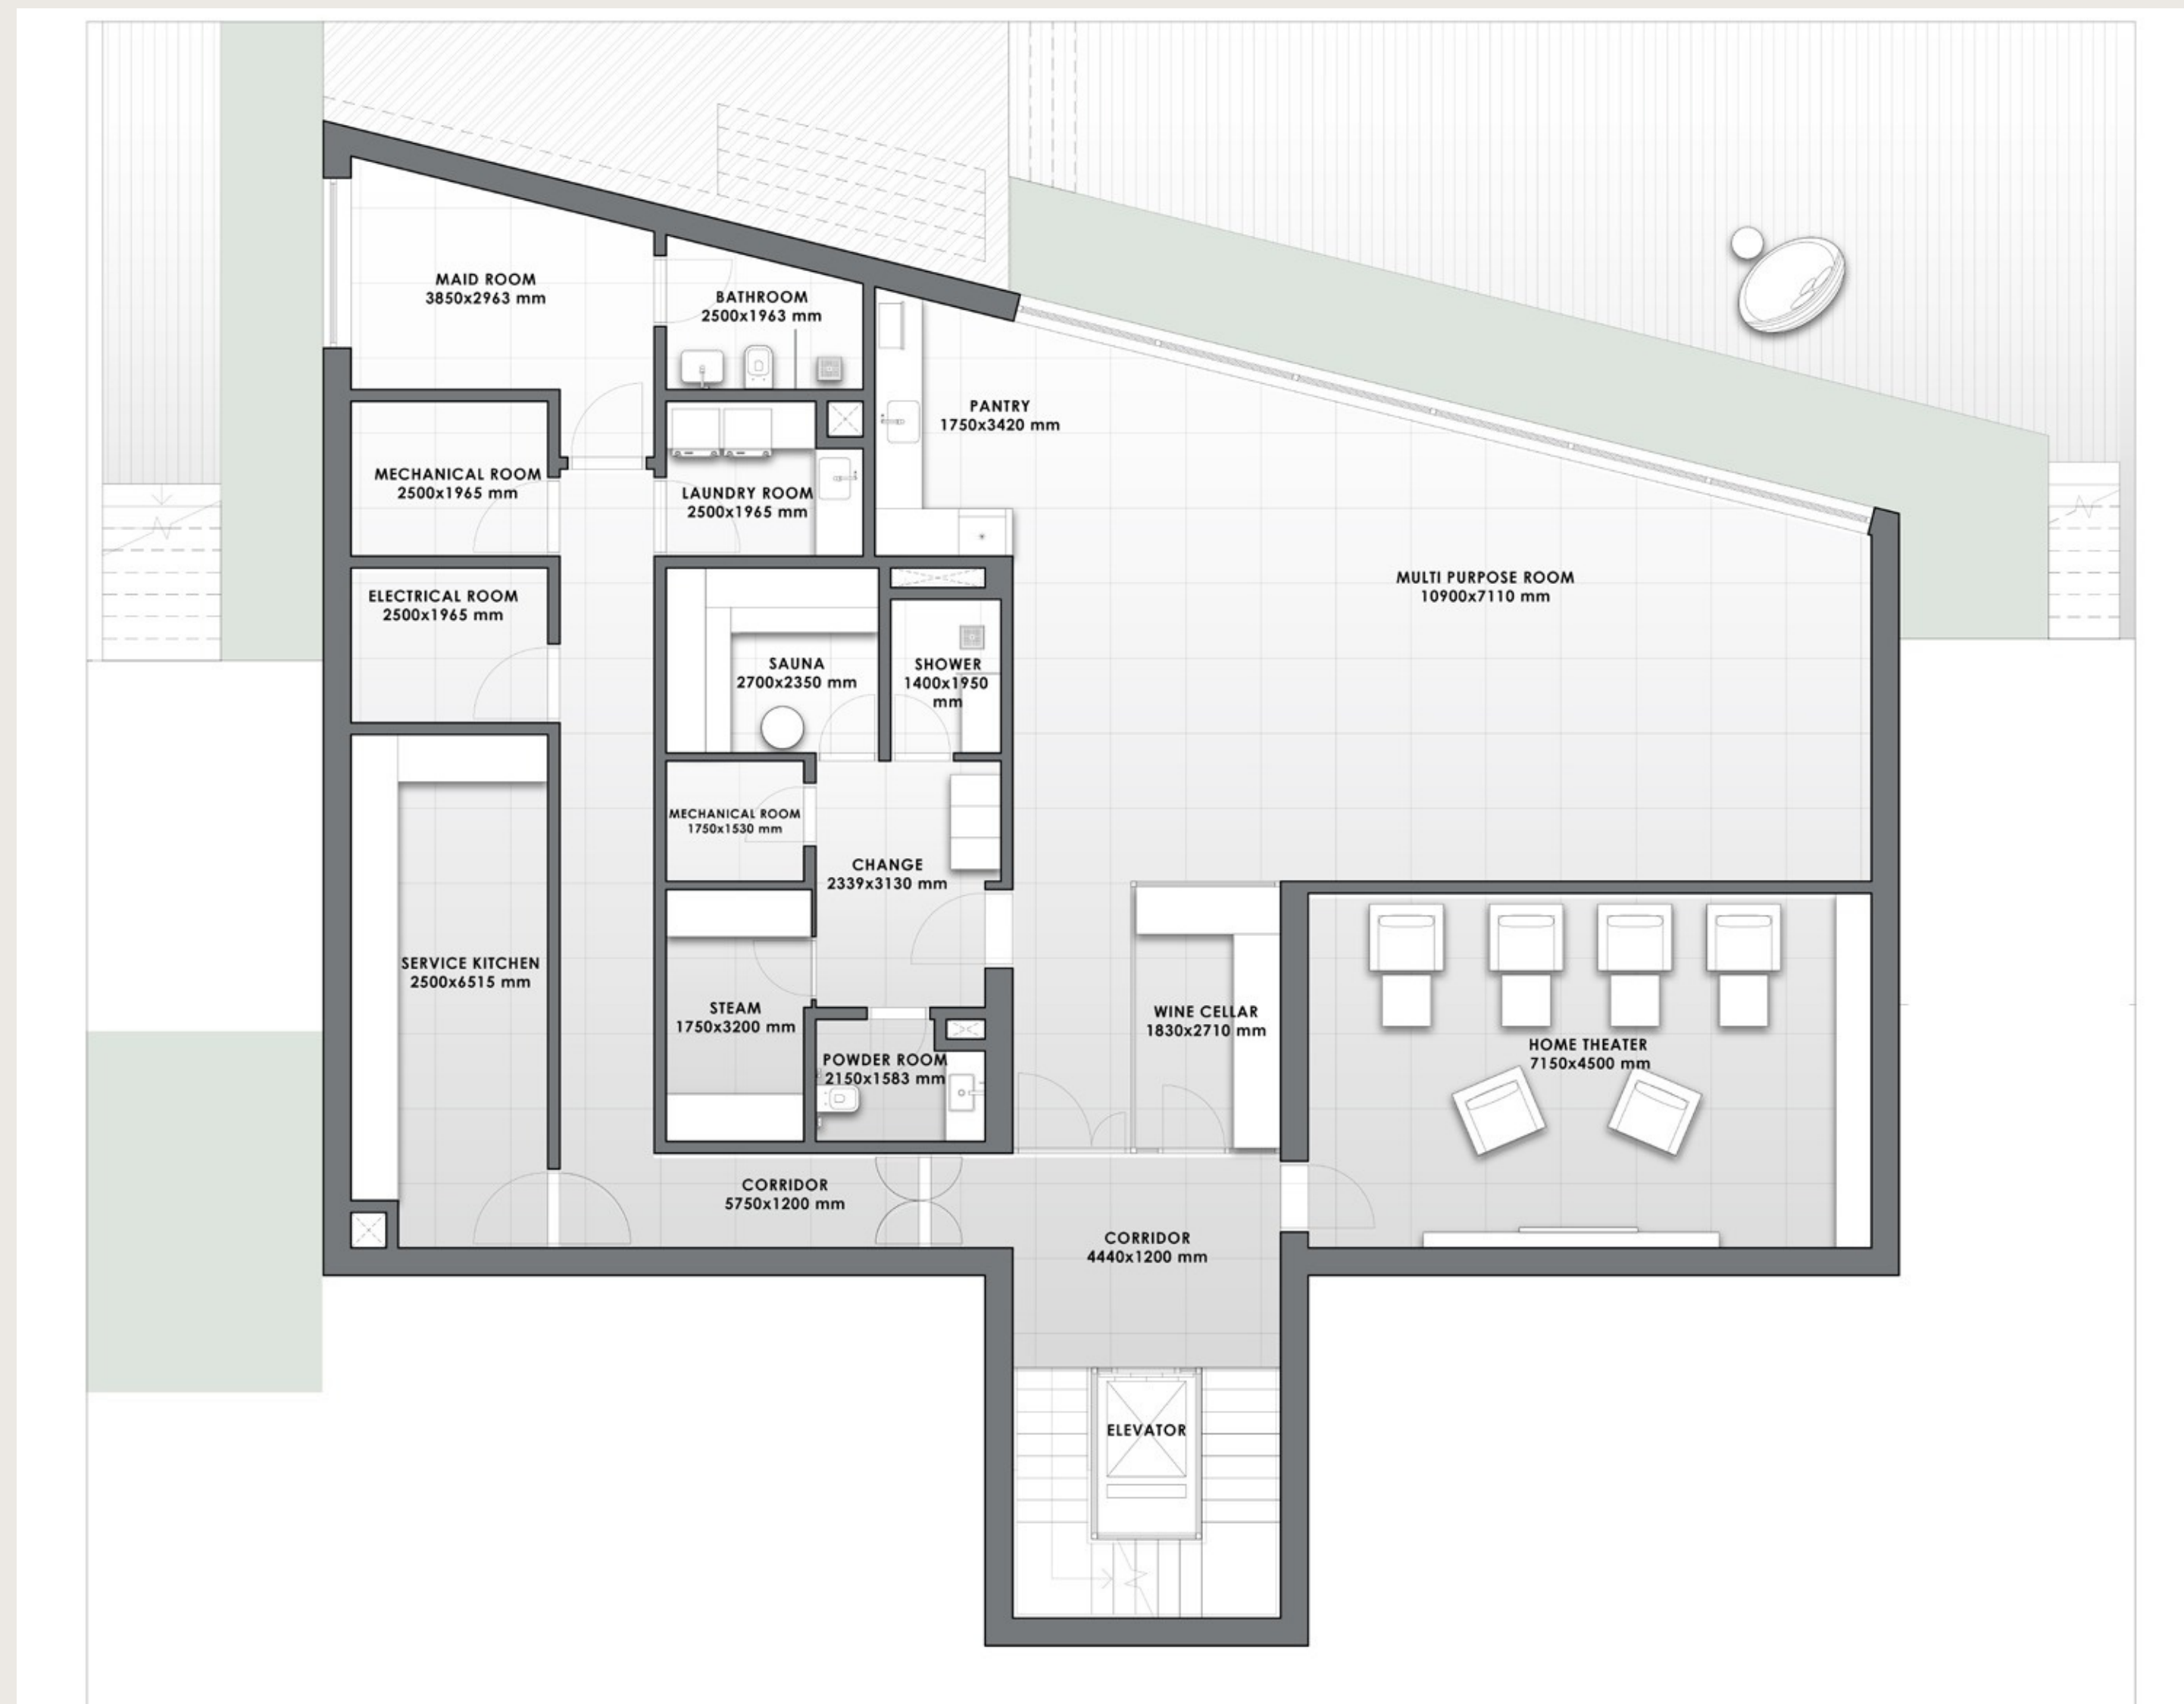 MAID ROOM
3850x2963 mm
BATHROOM
2500x1963 mm
PANTRY
1750x3420 mm
MECHANICAL ROOM
2500x1965 mm
LAUNDRY ROOM
2500x1965 mm
MULTI PURPOSE ROOM
10900x7110 mm
ELECTRICAL ROOM
2500x1965 mm
SAUNA
2700x2350 mm
SHOWER
1400x1950
mm
MECHANICAL ROOM
1750x1530 mm
CHANGE
2339x3130 mm
SERVICE KITCHEN
2500x6515 mm
STEAM
1750x3200 mm
WINE CELLAR
1830x2710 mm
POWDER ROOM
2150x1583 mm
HOME THEATER
7150x4500 mm
CORRIDOR
5750x1200 mm
CORRIDOR
4440x1200 mm
ELEVATOR